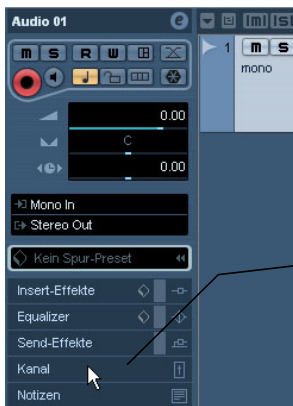 Audio 01
e
m S R W
0.00
C
0.00
Mono In
Stereo Out
Kein Spur-Preset
Insert-Effekte
Equalizer
Send-Effekte
Kanal
Notizen
[m] [S]
1 m S
mono